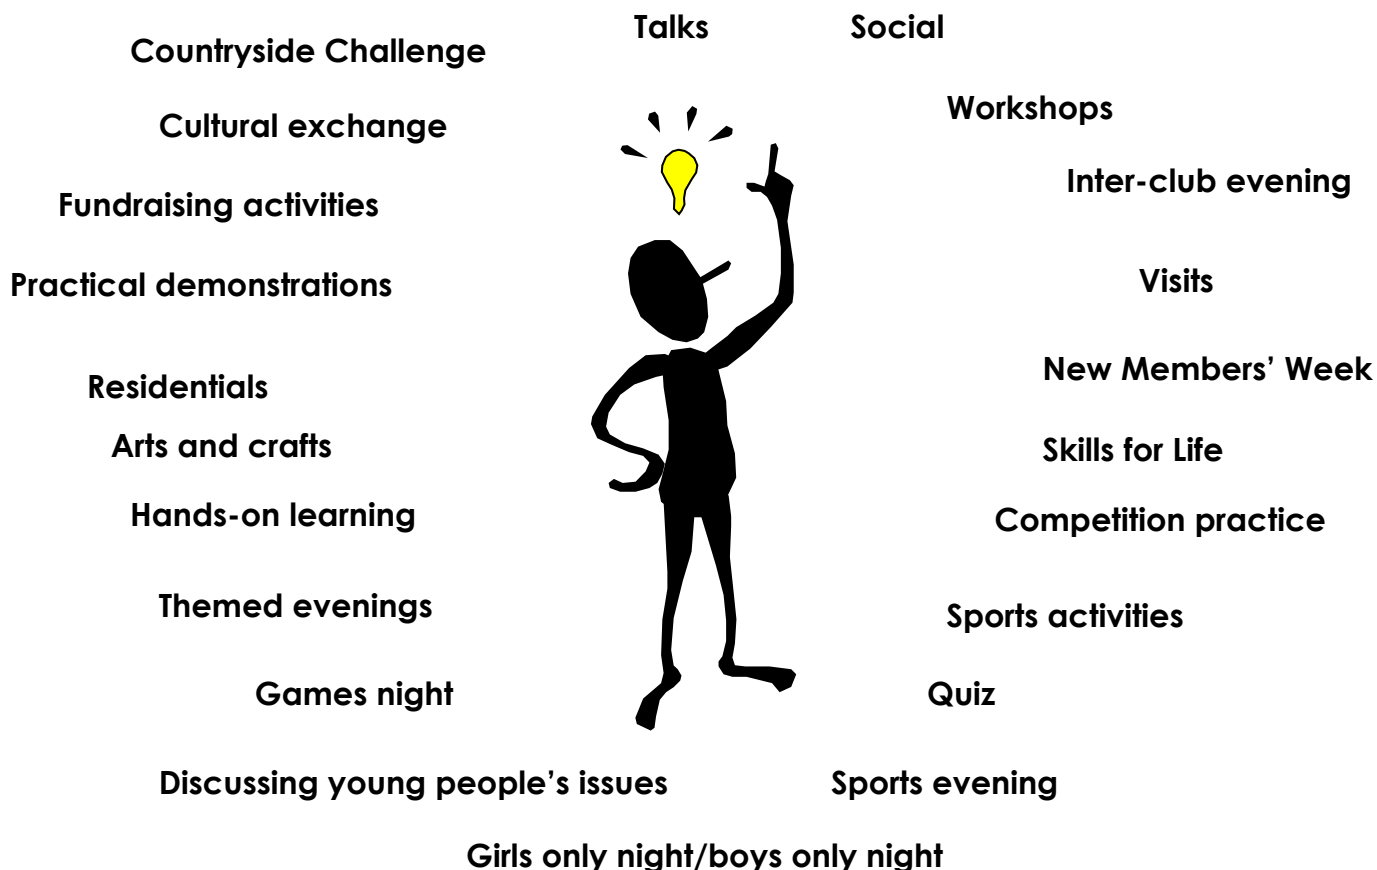 Talks
Social
Countryside Challenge
Workshops
Cultural exchange
Inter-club evening
Fundraising activities
Practical demonstrations
Visits
New Members’ Week
Residentials
Arts and crafts
Skills for Life
Hands-on learning
Competition practice
Themed evenings
Sports activities
Games night
Quiz
Discussing young people’s issues
Sports evening
Girls only night/boys only night